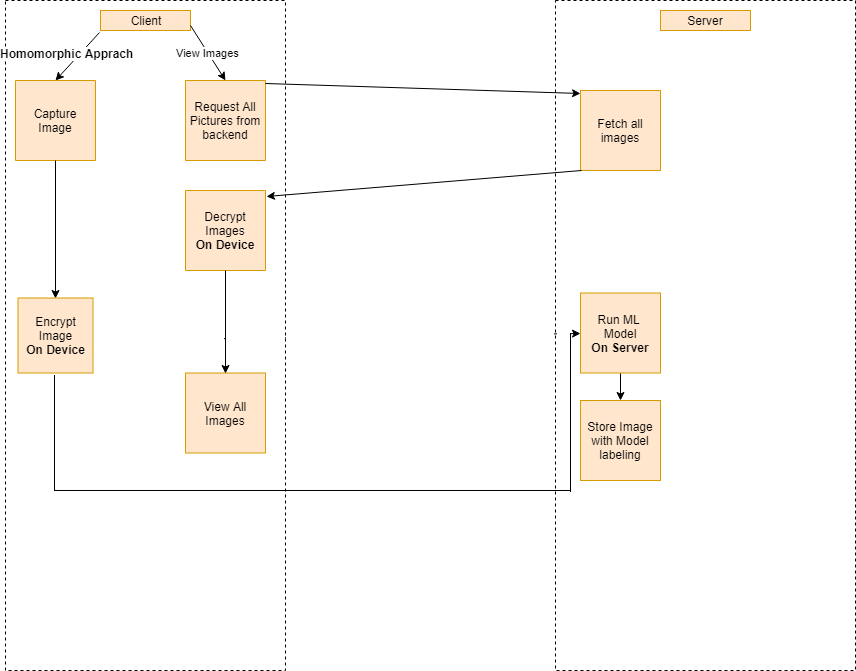 Client
Server
Homomorphic Apprach
View Images
Capture
Image
Request All
Pictures from
backend
Fetch all
images
Decrypt
Images
On Device
Encrypt
Image
On Device
Run ML
Model
On Server
View All
Images
Store Image
with Model
labeling